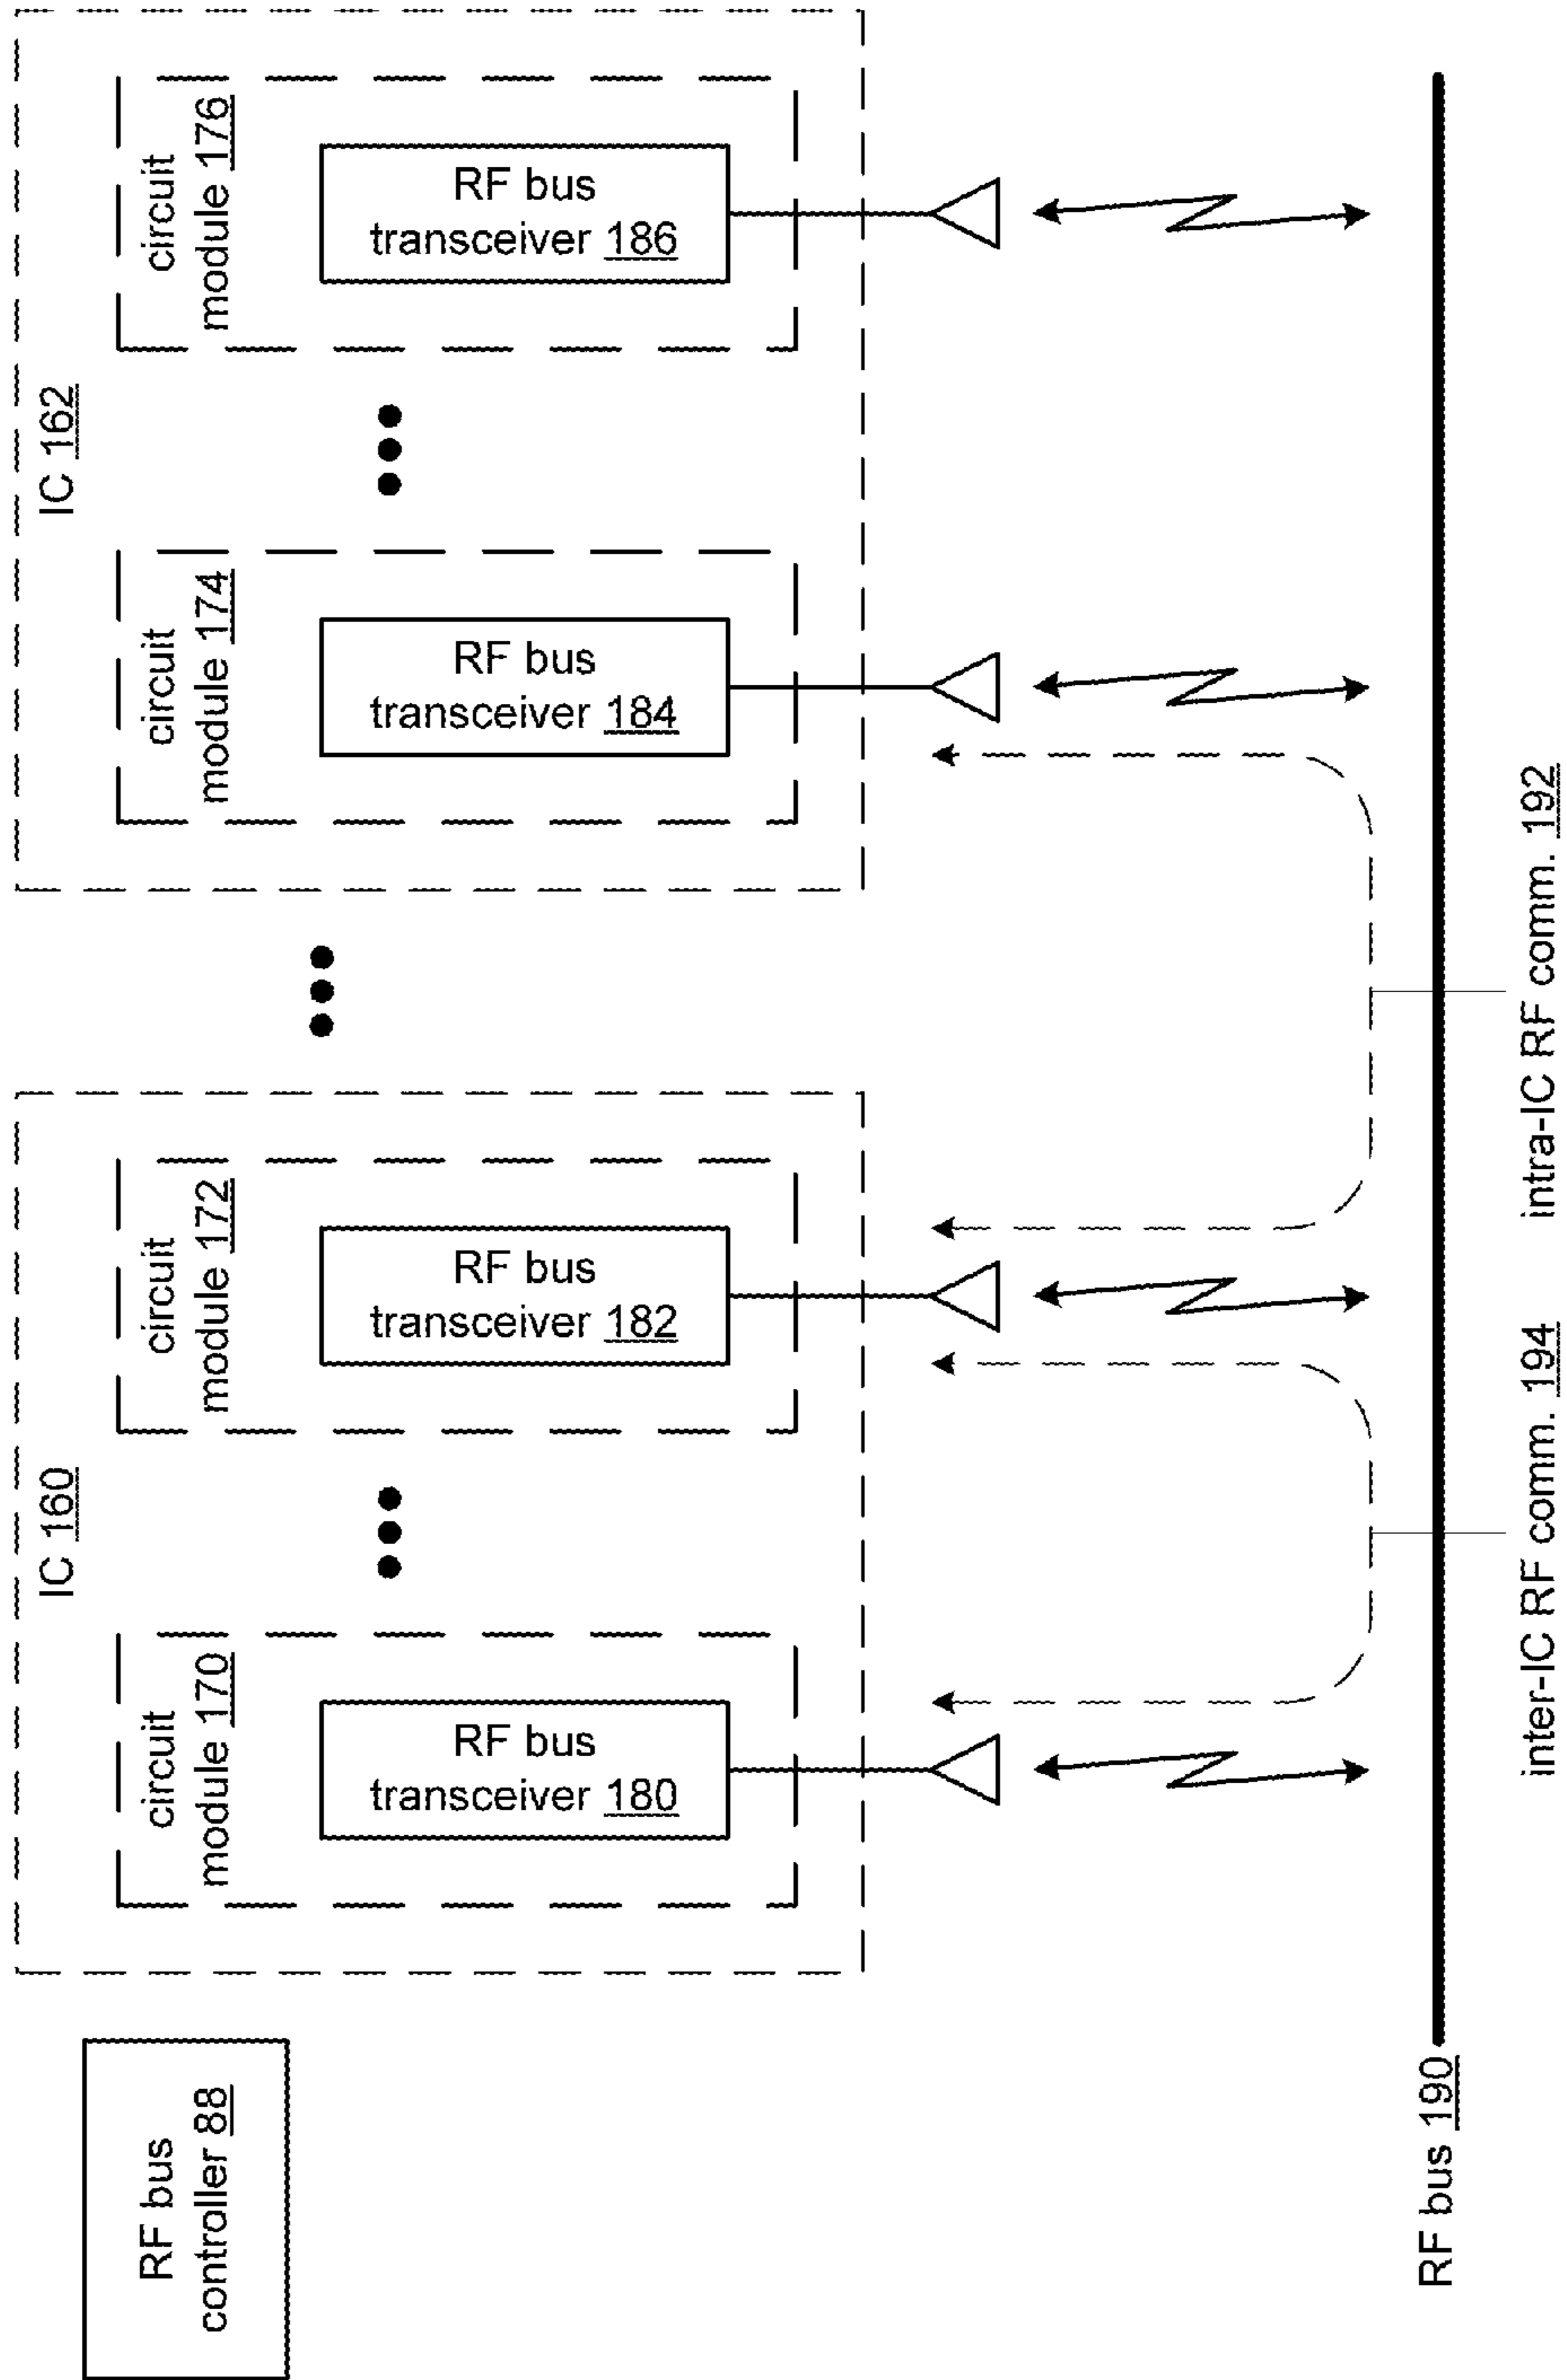 RF bus
controller 88
IC 160
circuit
module 170
RF bus
transceiver 180
circuit
module 172
RF bus
transceiver 182
IC 162
circuit
module 174
RF bus
transceiver 184
circuit
module 176
RF bus
transceiver 186
RF bus 190
inter-IC RF comm. 194
intra-IC RF comm. 192